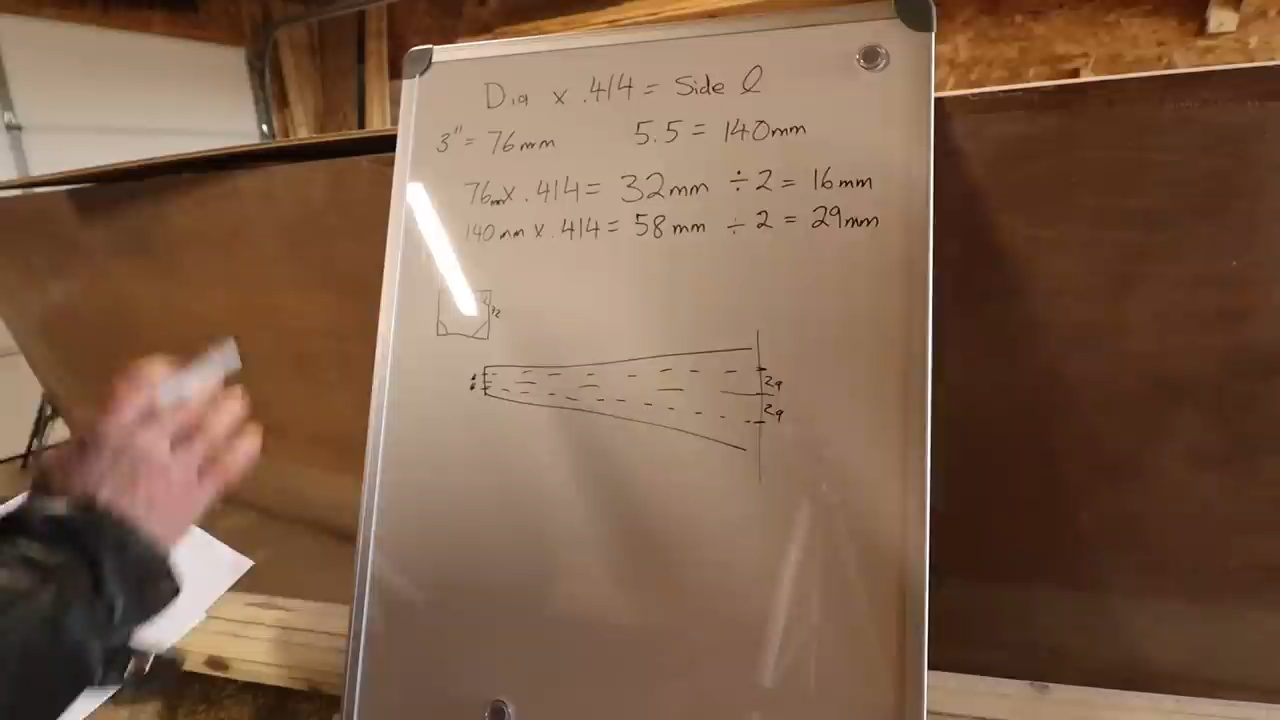 Dia x .414 = Side l
3" = 76mm 5.5 = 140mm
76mm x .414 = 32mm ÷ 2 = 16mm
140mm x .414 = 58mm ÷ 2 = 29mm
29
29